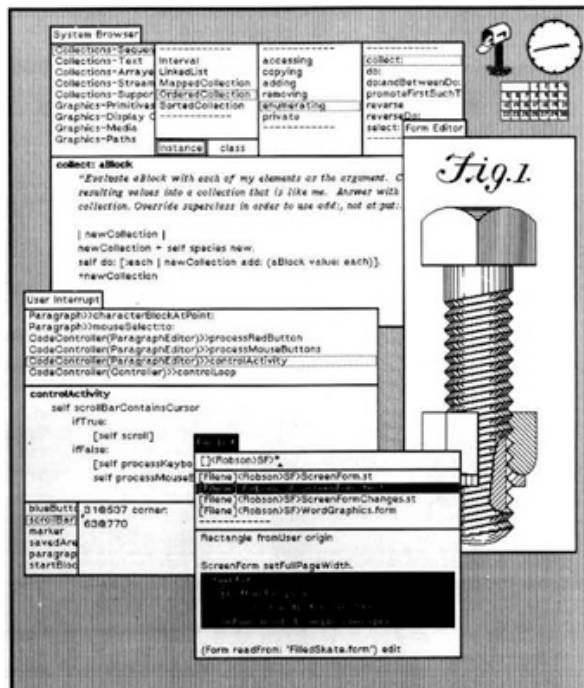 System Browser
Collections-Sequen
Collections-Text
Collections-Arraye
Collections-Stream
Collections-Suppor
Graphics-Primitives
Graphics-Display O
Graphics-Media
Graphics-Paths
------------
Interval
LinkedList
MappedCollection
OrderedCollection
SortedCollection
------------
instance
class
------------
accessing
copying
adding
removing
enumerating
private
------------
------------
collect:
do:
do:andBetweenDo:
promoteFirstSuchT
reverse
reverseDo:
select:
collect: aBlock
"Evaluate aBlock with each of my elements as the argument. C
resulting values into a collection that is like me. Answer with
collection. Override superclass in order to use add:, not at:put:.
| newCollection |
newCollection ← self species new.
self do: [:each | newCollection add: (aBlock value: each)].
↑newCollection
Form Editor
Fig. 1.
User Interrupt
Paragraph>>characterBlockAtPoint:
Paragraph>>mouseSelect:to:
CodeController(ParagraphEditor)>>processRedButton
CodeController(ParagraphEditor)>>processMouseButtons
CodeController(ParagraphEditor)>>controlActivity
CodeController(Controller)>>controlLoop
controlActivity
self scrollBarContainsCursor
ifTrue:
[self scroll]
ifFalse:
[self processKeybo
self processMouseB
blueButto
scrollBar
marker
savedAre
paragrap
startBloc
31@537 corner:
63@770
[]<Robson>SF>*
[Filene]<Robson>SF>ScreenForm.st
[Filene]<Robson>SF>ScreenFormChanges.st
[Filene]<Robson>SF>WordGraphics.form
------------
Rectangle fromUser origin
ScreenForm setFullPageWidth.
(Form readFrom: 'FilledSkate.form') edit